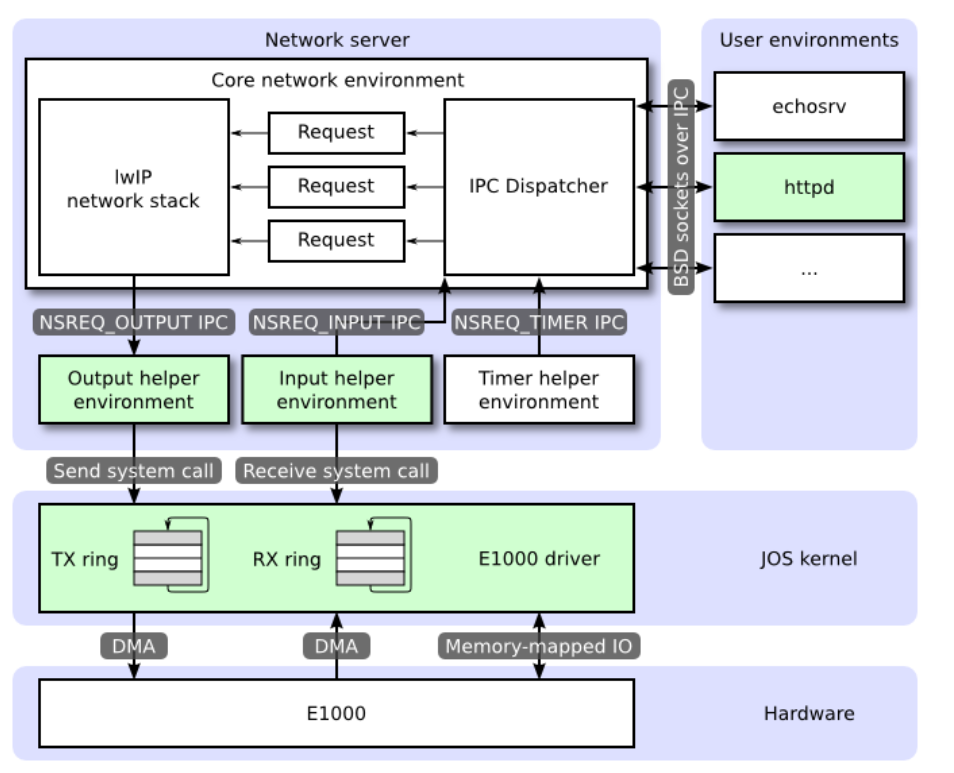 Network server
User environments
Core network environment
lwIP
network stack
Request
Request
Request
IPC Dispatcher
BSD sockets over IPC
echosrv
httpd
...
NSREQ_OUTPUT IPC
NSREQ_INPUT IPC
NSREQ_TIMER IPC
Output helper
environment
Input helper
environment
Timer helper
environment
Send system call
Receive system call
TX ring
RX ring
E1000 driver
JOS kernel
DMA
DMA
Memory-mapped IO
E1000
Hardware